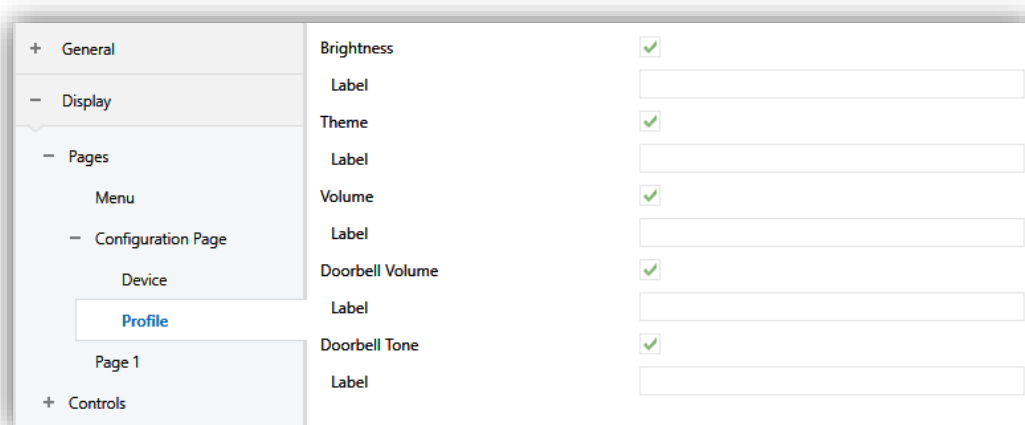 + General
− Display
− Pages
Menu
− Configuration Page
Device
Profile
Page 1
+ Controls
Brightness
Label
Theme
Label
Volume
Label
Doorbell Volume
Label
Doorbell Tone
Label